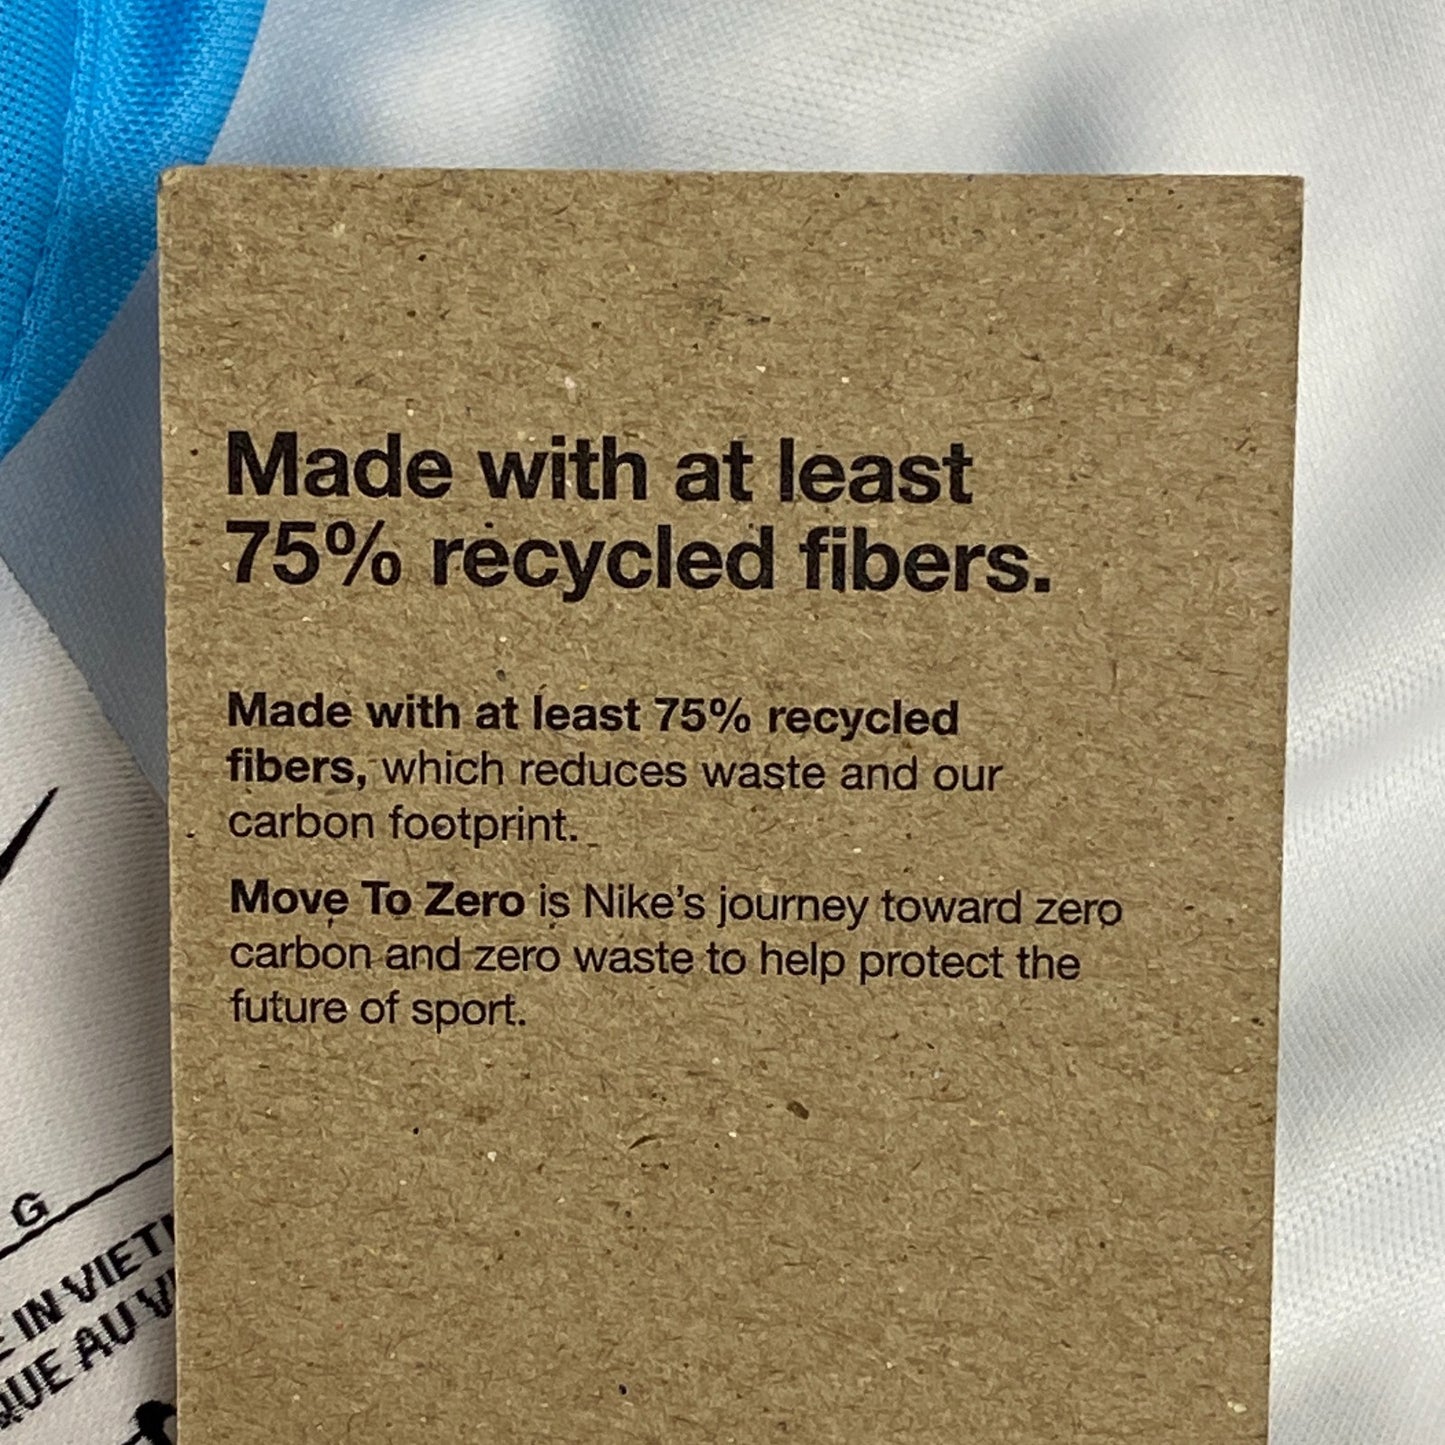 Made with at least
75% recycled fibers.
Made with at least 75% recycled
fibers, which reduces waste and our
carbon footprint.
Move To Zero is Nike's journey toward zero
carbon and zero waste to help protect the
future of sport.
G
IN
AU